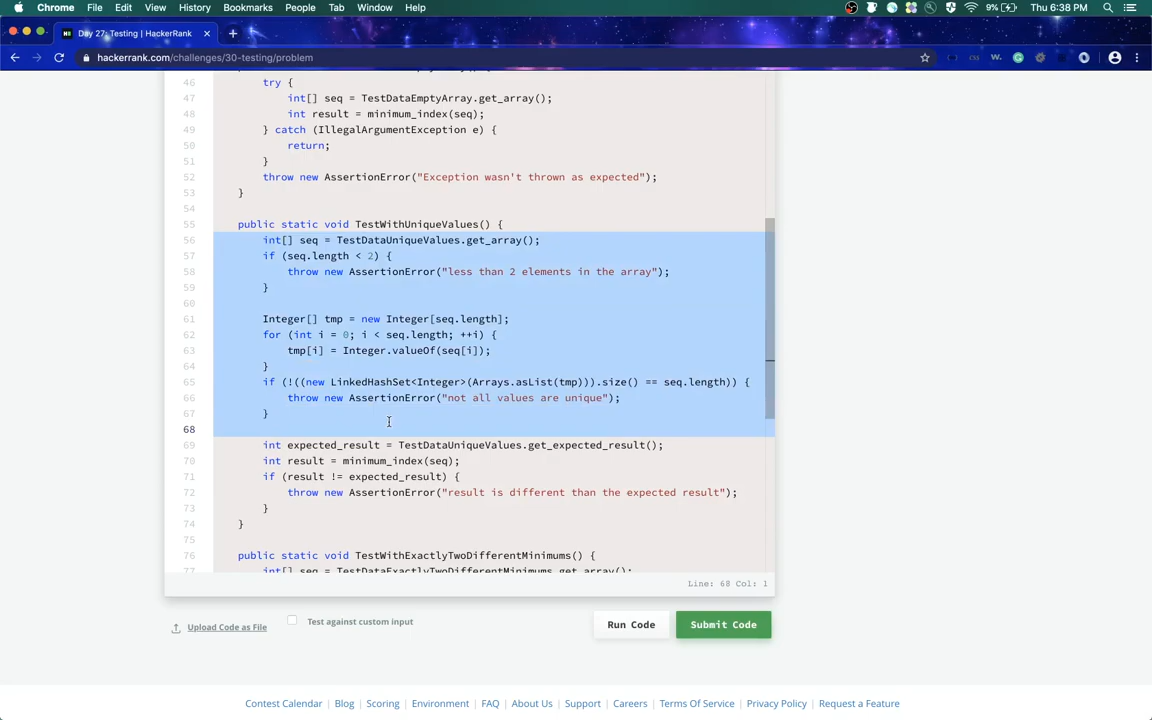 Chrome File Edit View History Bookmarks People Tab Window Help 9% Thu 6:38 PM
Day 27: Testing | HackerRank
hackerrank.com/challenges/30-testing/problem
46 try {
47 int[] seq = TestDataEmptyArray.get_array();
48 int result = minimum_index(seq);
49 } catch (IllegalArgumentException e) {
50 return;
51 }
52 throw new AssertionError("Exception wasn't thrown as expected");
53 }
54
55 public static void TestWithUniqueValues() {
56 int[] seq = TestDataUniqueValues.get_array();
57 if (seq.length < 2) {
58 throw new AssertionError("less than 2 elements in the array");
59 }
60
61 Integer[] tmp = new Integer[seq.length];
62 for (int i = 0; i < seq.length; ++i) {
63 tmp[i] = Integer.valueOf(seq[i]);
64 }
65 if (!((new LinkedHashSet<Integer>(Arrays.asList(tmp))).size() == seq.length)) {
66 throw new AssertionError("not all values are unique");
67 }
68
69 int expected_result = TestDataUniqueValues.get_expected_result();
70 int result = minimum_index(seq);
71 if (result != expected_result) {
72 throw new AssertionError("result is different than the expected result");
73 }
74 }
75
76 public static void TestWithExactlyTwoDifferentMinimums() {
77 int[] seq = TestDataExactlyTwoDifferentMinimums.get_array();
Line: 68 Col: 1
Upload Code as File Test against custom input Run Code Submit Code
Contest Calendar | Blog | Scoring | Environment | FAQ | About Us | Support | Careers | Terms Of Service | Privacy Policy | Request a Feature